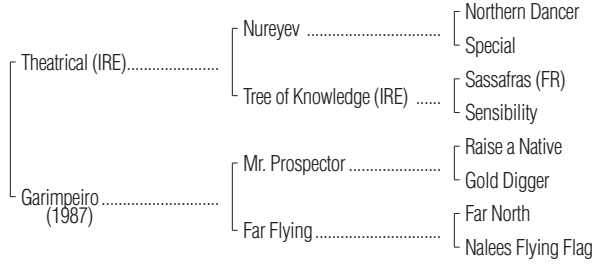 Northern Dancer
Nureyev ..................................
Special
Theatrical (IRE).......................
Sassafras (FR)
Tree of Knowledge (IRE) ......
Sensibility
Raise a Native
Mr. Prospector .......................
Gold Digger
Garimpeiro .............................
(1987)
Far North
Far Flying................................
Nalees Flying Flag